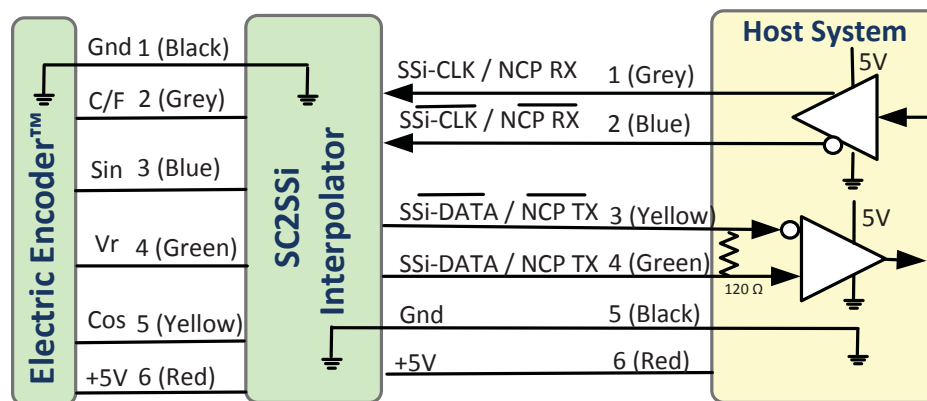 Electric Encoder™
Gnd 1 (Black)
C/F 2 (Grey)
Sin 3 (Blue)
Vr 4 (Green)
Cos 5 (Yellow)
+5V 6 (Red)
SC2SSi
Interpolator
SSi-CLK / NCP RX 1 (Grey)
SSi-CLK / NCP RX 2 (Blue)
SSi-DATA / NCP TX 3 (Yellow)
SSi-DATA / NCP TX 4 (Green)
Gnd 5 (Black)
+5V 6 (Red)
Host System
5V
5V
120 Ω